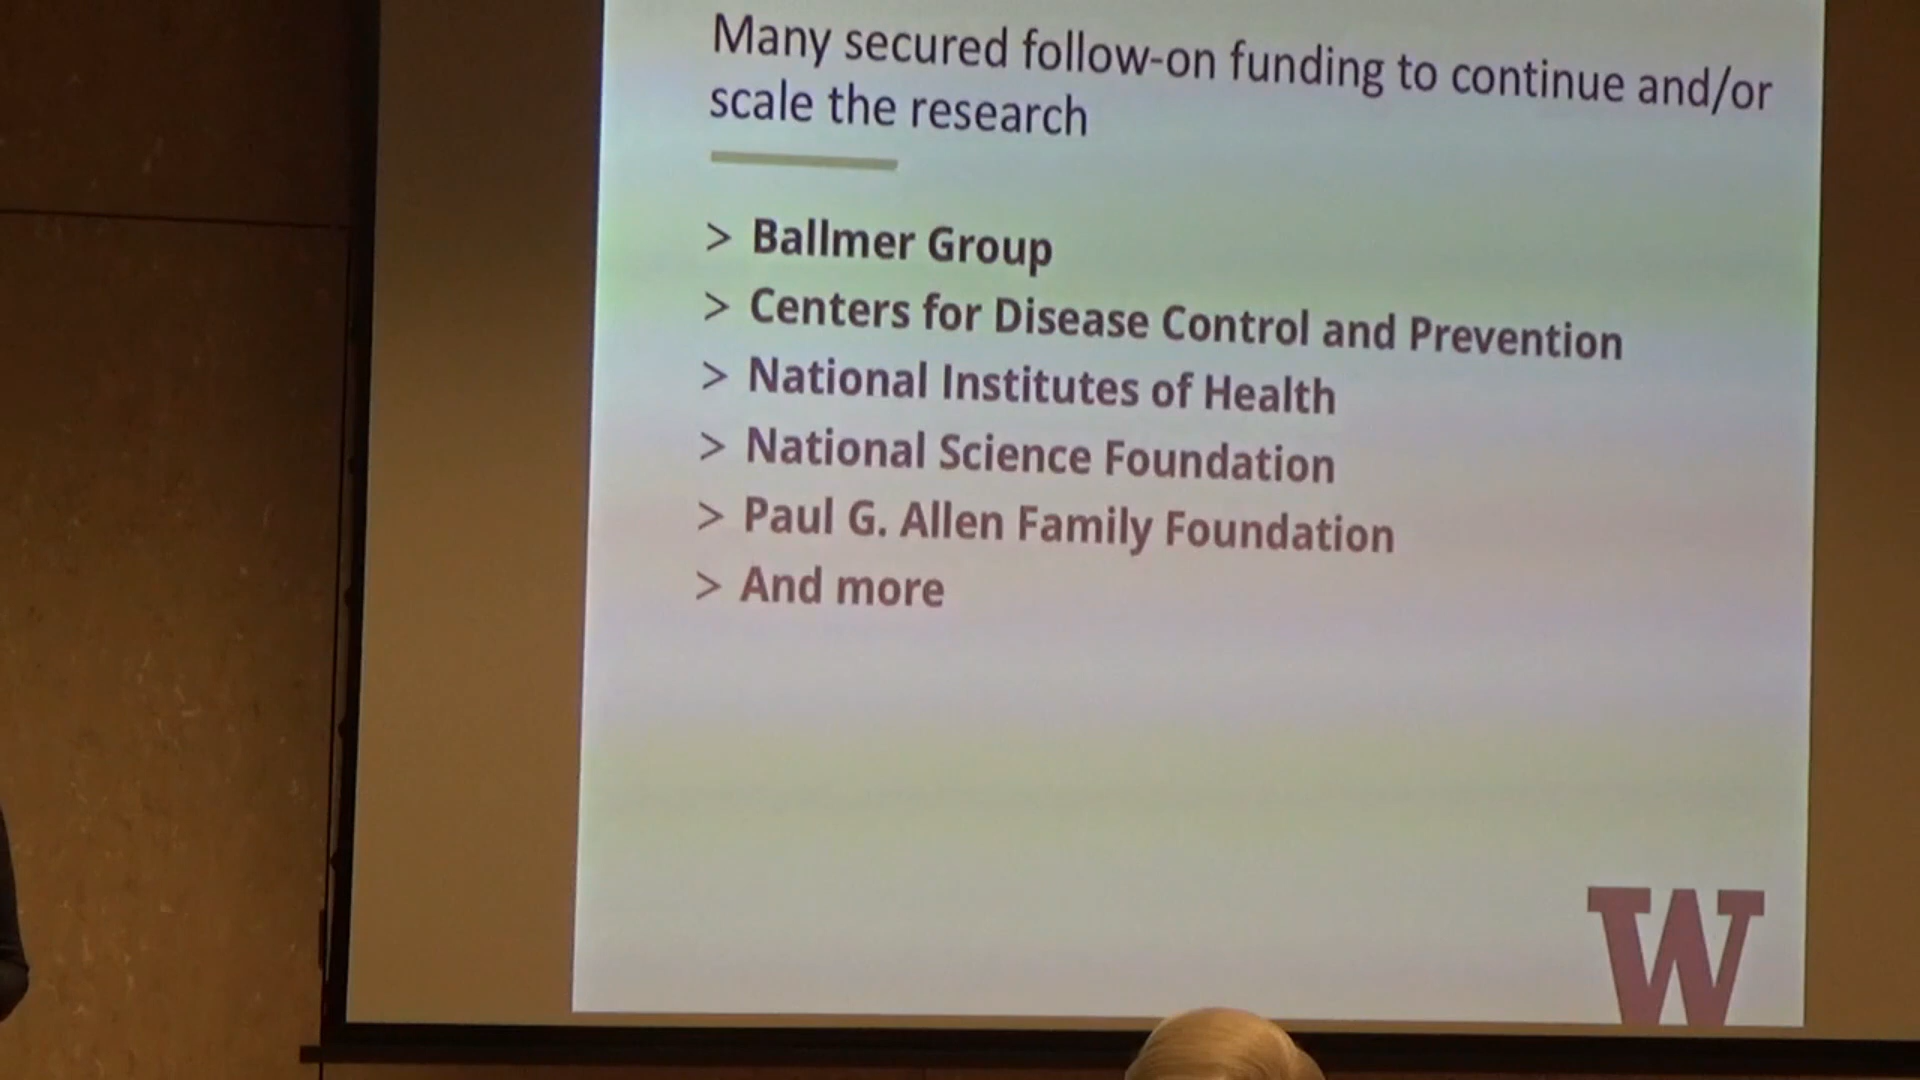 Many secured follow-on funding to continue and/or
scale the research
> Ballmer Group
> Centers for Disease Control and Prevention
> National Institutes of Health
> National Science Foundation
> Paul G. Allen Family Foundation
> And more
W